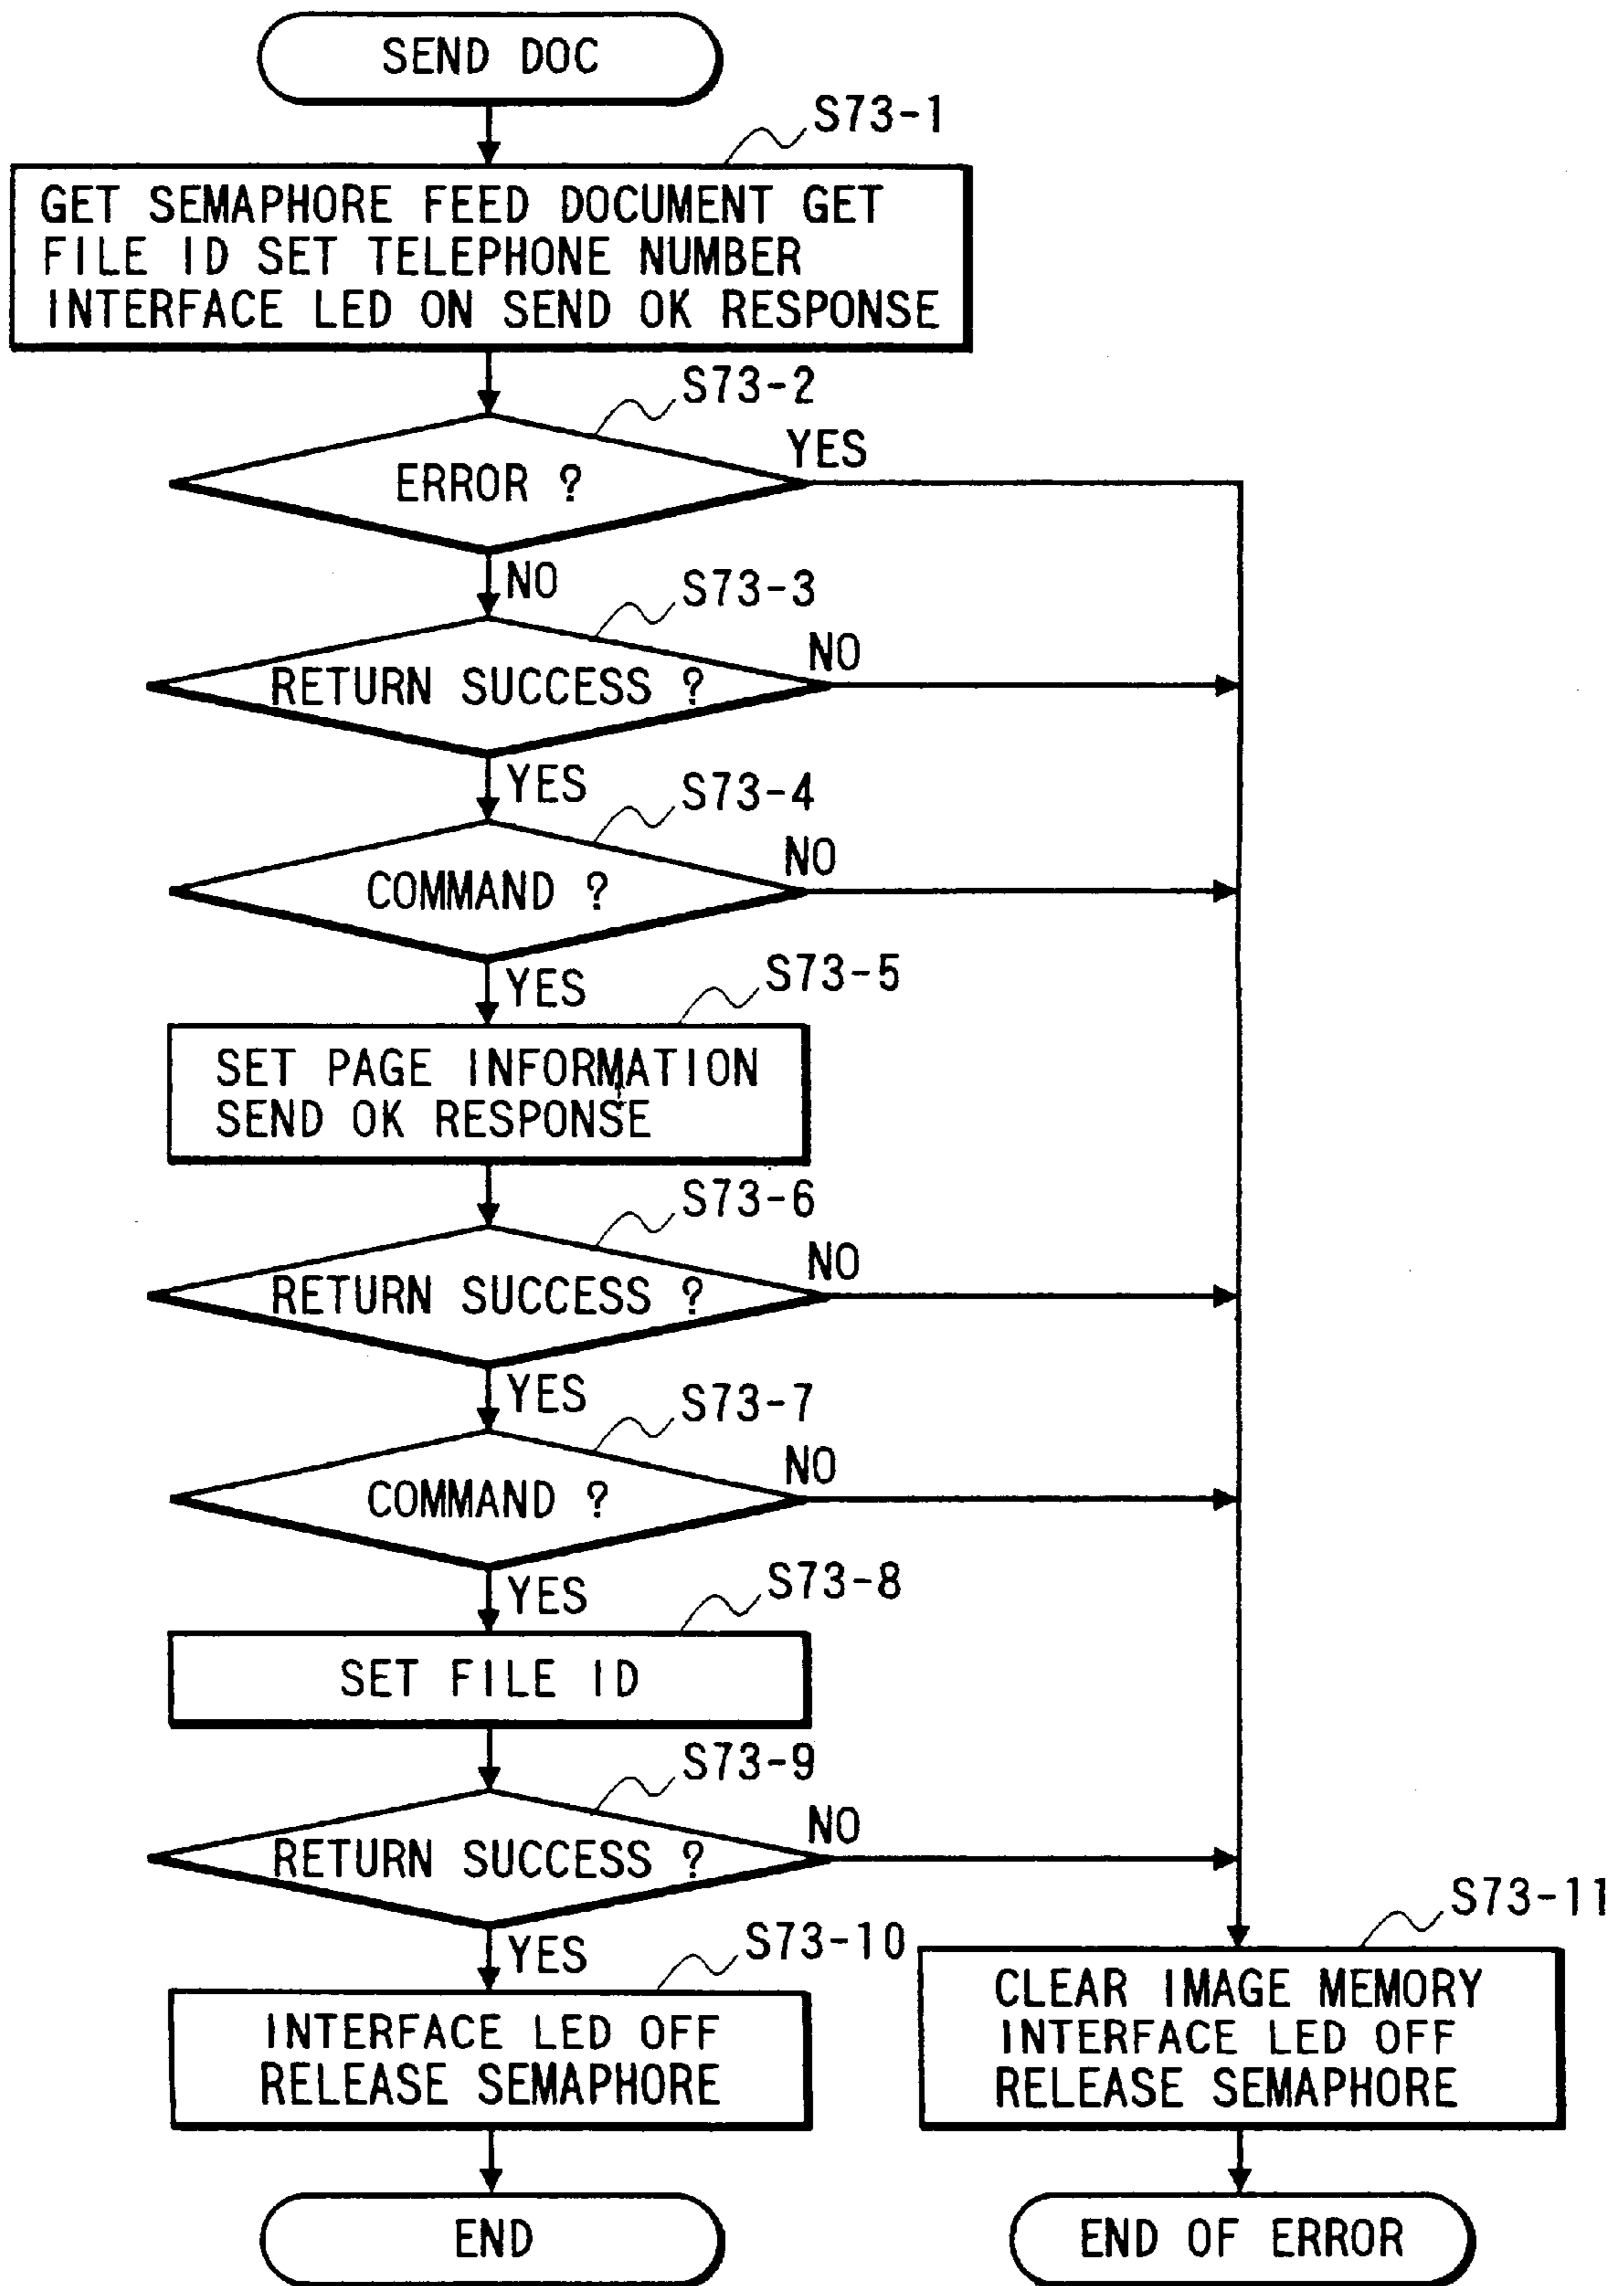 SEND DOC
S73-1
GET SEMAPHORE FEED DOCUMENT GET
FILE ID SET TELEPHONE NUMBER
INTERFACE LED ON SEND OK RESPONSE
S73-2
ERROR ?
YES
NO
S73-3
RETURN SUCCESS ?
NO
YES
S73-4
COMMAND ?
NO
YES
S73-5
SET PAGE INFORMATION
SEND OK RESPONSE
S73-6
RETURN SUCCESS ?
NO
YES
S73-7
COMMAND ?
NO
YES
S73-8
SET FILE ID
S73-9
RETURN SUCCESS ?
NO
YES
S73-10
INTERFACE LED OFF
RELEASE SEMAPHORE
END
S73-11
CLEAR IMAGE MEMORY
INTERFACE LED OFF
RELEASE SEMAPHORE
END OF ERROR